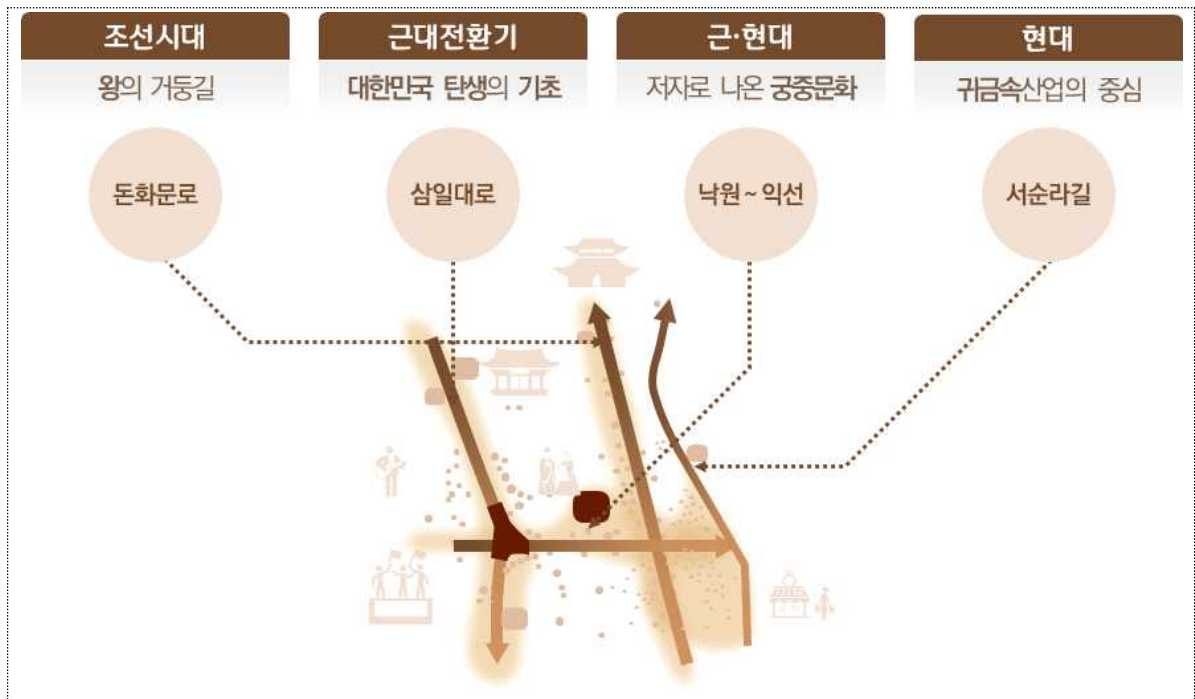 조선시대
왕의 거둥길
돈화문로
근대전환기
대한민국 탄생의 기초
삼일대로
근·현대
저자로 나온 궁중문화
낙원~익선
현대
귀금속산업의 중심
서순라길